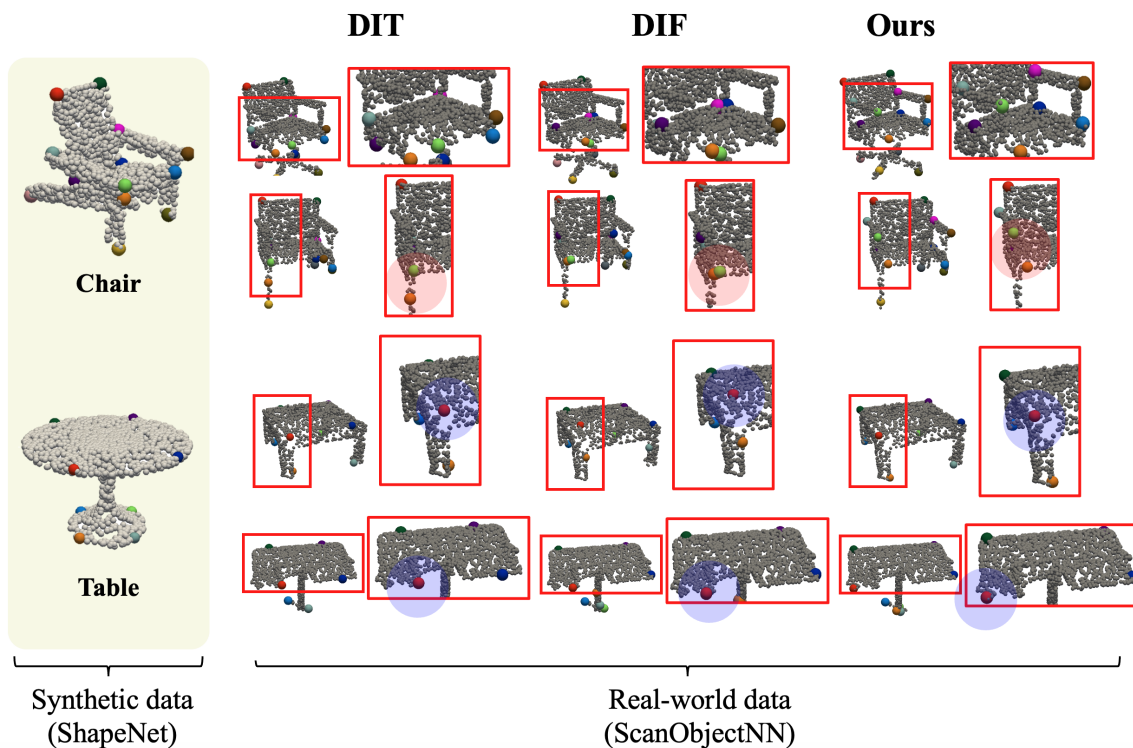 DIT
DIF
Ours
Chair
Table
Synthetic data
(ShapeNet)
Real-world data
(ScanObjectNN)